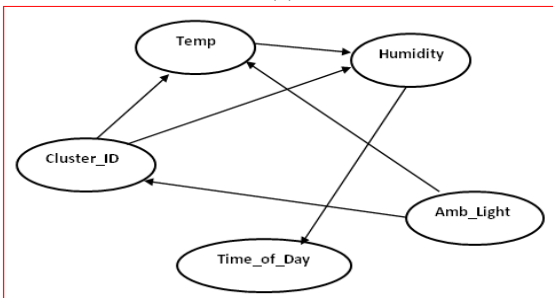 Temp
Humidity
Cluster_ID
Amb_Light
Time_of_Day